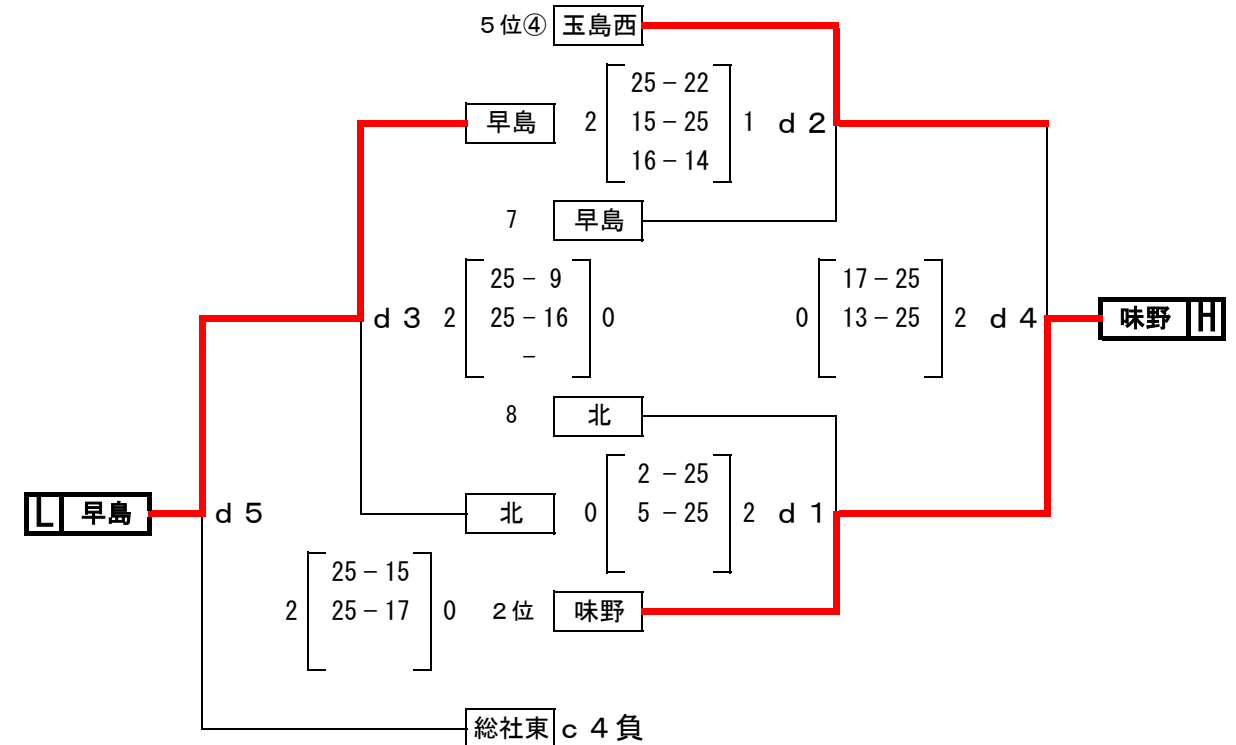 5位④ 玉島西
早島 2 25-22 1 d2
15-25
16-14
7 早島
25- 9
d3 2 25-16 0
-
17-25
0 13-25 2 d4 味野 H
8 北
2 -25
北 0 5 -25 2 d1
L 早島 d5
25-15
2 25-17 0
2位 味野
総社東 c4負